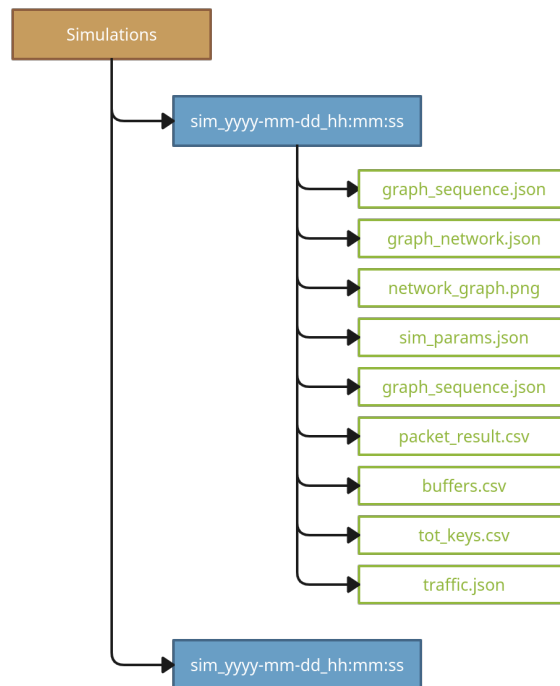 Simulations
sim_yyyy-mm-dd_hh:mm:ss
graph_sequence.json
graph_network.json
network_graph.png
sim_params.json
graph_sequence.json
packet_result.csv
buffers.csv
tot_keys.csv
traffic.json
sim_yyyy-mm-dd_hh:mm:ss